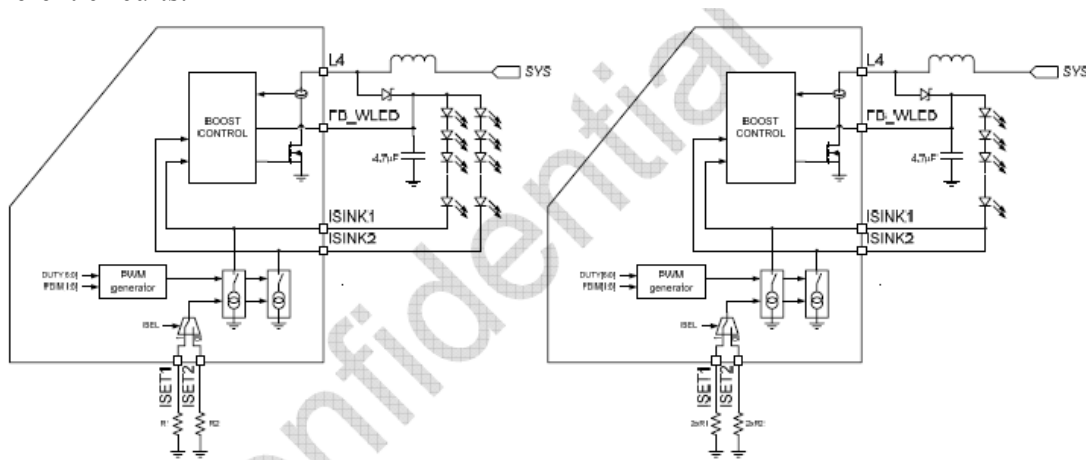 L4
SYS
BOOST
CONTROL
FB_WLED
4.7µF
ISINK1
ISINK2
DUTY[6:0]
FDIM[1:0]
PWM
generator
ISEL
ISET1
ISET2
R1
R2
L4
SYS
BOOST
CONTROL
FB_WLED
4.7µF
ISINK1
ISINK2
DUTY[6:0]
FDIM[1:0]
PWM
generator
ISEL
ISET1
ISET2
2xR1
2xR2
onfidential